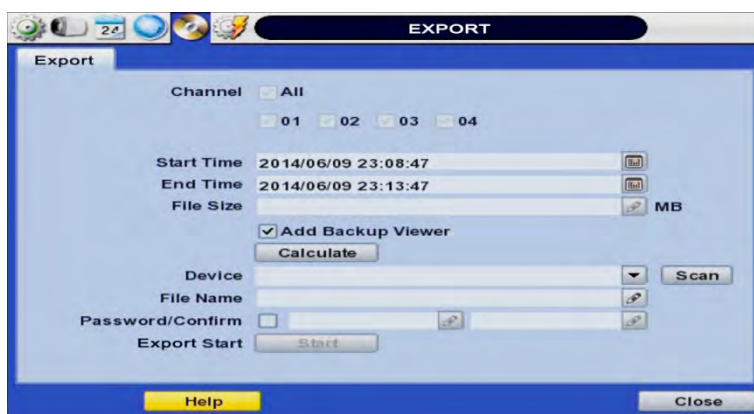 24 EXPORT
Export
Channel All
01 02 03 04
Start Time 2014/06/09 23:08:47
End Time 2014/06/09 23:13:47
File Size MB
Add Backup Viewer
Calculate
Device Scan
File Name
Password/Confirm
Export Start Start
Help Close